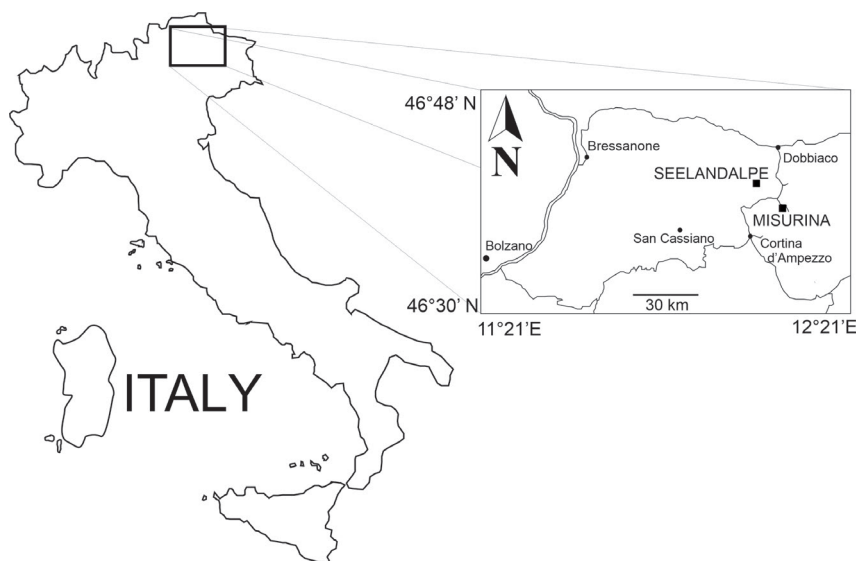 46°48’ N
N
Bressanone
Dobbiaco
SEELANDALPE
MISURINA
San Cassiano
Bolzano
Cortina
d’Ampezzo
46°30’ N
30 km
11°21’E
12°21’E
ITALY